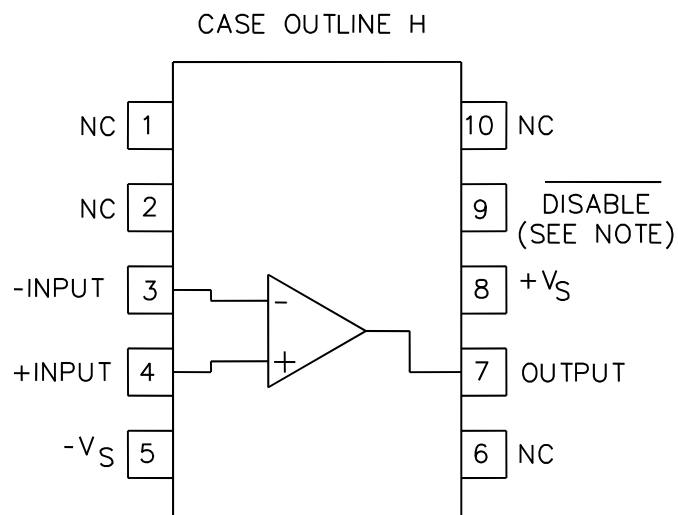 CASE OUTLINE H
NC 1 10 NC
NC 2 9 DISABLE
(SEE NOTE)
-INPUT 3 - 8 +VS
+INPUT 4 + 7 OUTPUT
-VS 5 6 NC